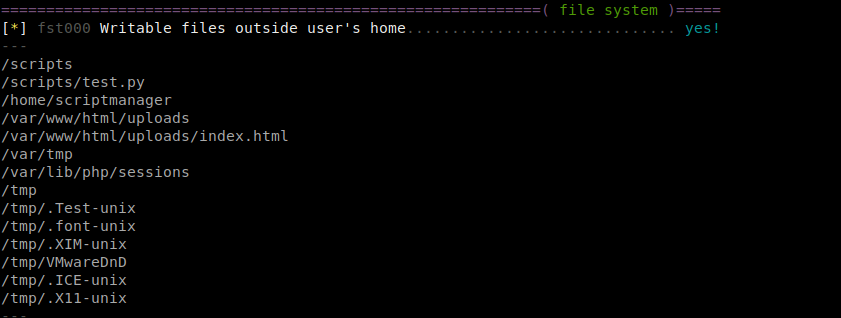 ============================================================( file system )=====
[*] fst000 Writable files outside user's home.............................. yes!
---
/scripts
/scripts/test.py
/home/scriptmanager
/var/www/html/uploads
/var/www/html/uploads/index.html
/var/tmp
/var/lib/php/sessions
/tmp
/tmp/.Test-unix
/tmp/.font-unix
/tmp/.XIM-unix
/tmp/VMwareDnD
/tmp/.ICE-unix
/tmp/.X11-unix
---